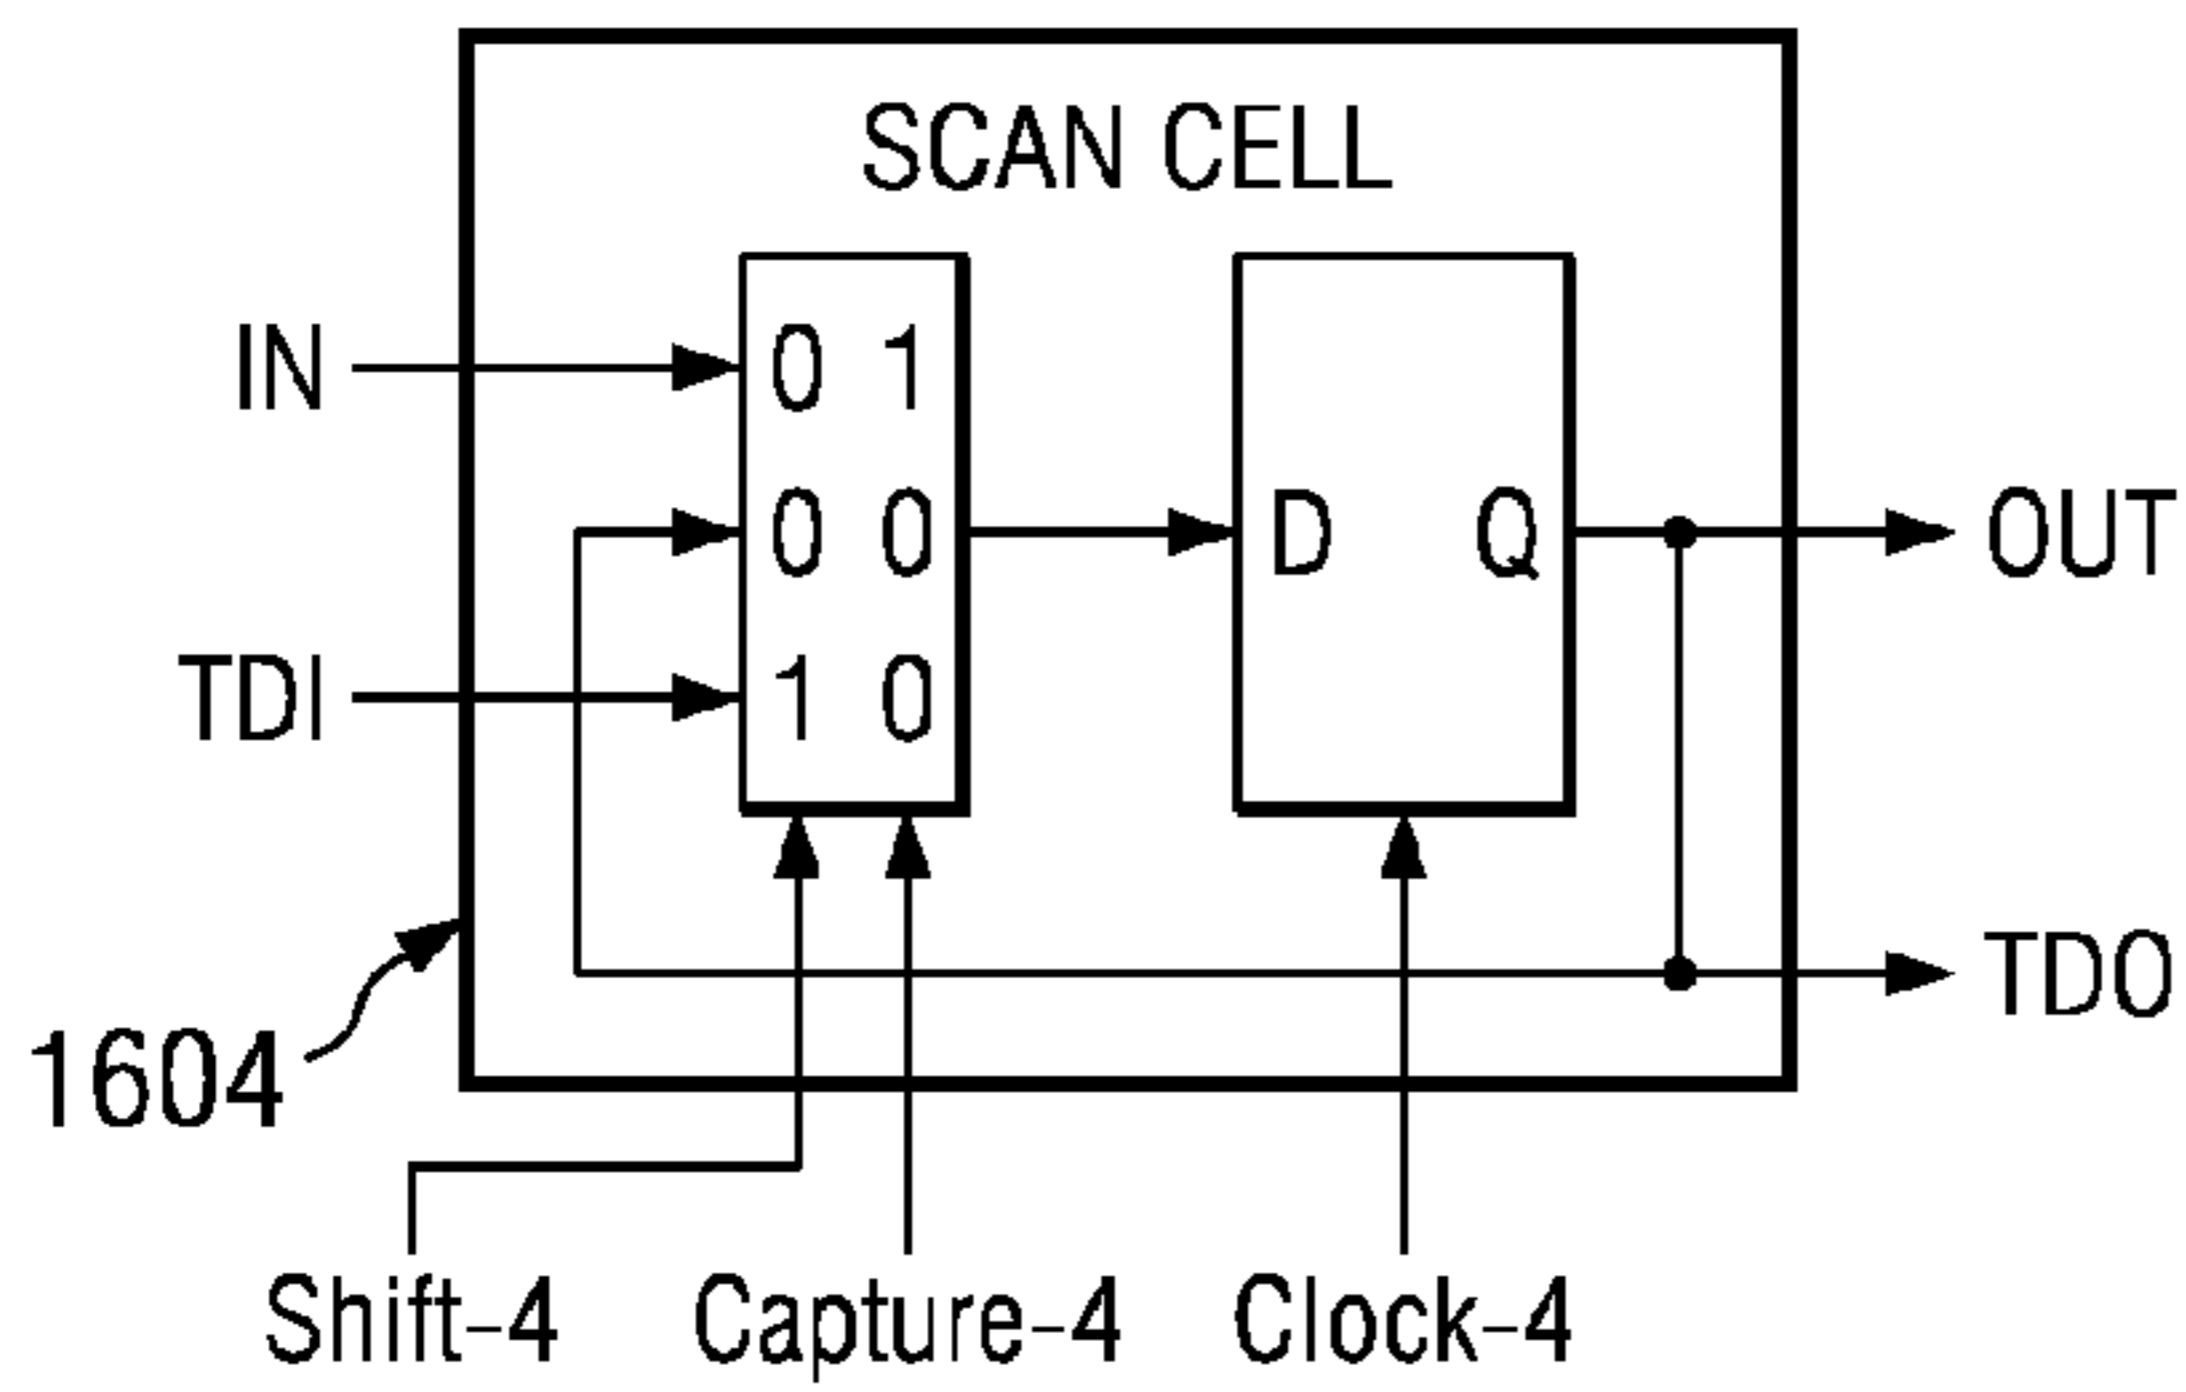 SCAN CELL
IN
0 1
0 0
D Q
OUT
TDI
1 0
TDO
1604
Shift-4
Capture-4
Clock-4